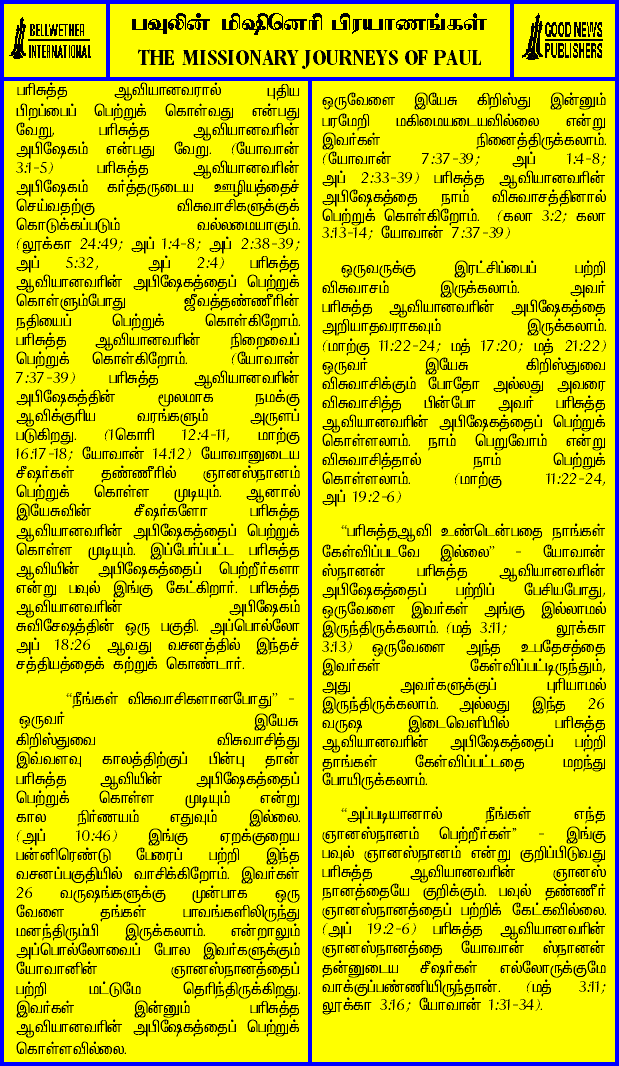 BELLWETHER
INTERNATIONAL
பவுலின் மிஷினெரி பிரயாணங்கள்
THE MISSIONARY JOURNEYS OF PAUL
GOOD NEWS
PUBLISHERS
பரிசுத்த ஆவியானவரால் புதிய
பிறப்பைப் பெற்றுக் கொள்வது என்பது
வேறு, பரிசுத்த ஆவியானவரின்
அபிஷேகம் என்பது வேறு. (யோவான்
3:1-5) பரிசுத்த ஆவியானவரின்
அபிஷேகம் கர்த்தருடைய ஊழியத்தைச்
செய்வதற்கு விசுவாசிகளுக்குக்
கொடுக்கப்படும் வல்லமையாகும்.
(லூக்கா 24:49; அப் 1:4-8; அப் 2:38-39;
அப் 5:32, அப் 2:4) பரிசுத்த
ஆவியானவரின் அபிஷேகத்தைப் பெற்றுக்
கொள்ளும்போது ஜீவத்தண்ணீரின்
நதியைப் பெற்றுக் கொள்கிறோம்.
பரிசுத்த ஆவியானவரின் நிறைவைப்
பெற்றுக் கொள்கிறோம். (யோவான்
7:37-39) பரிசுத்த ஆவியானவரின்
அபிஷேகத்தின் மூலமாக நமக்கு
ஆவிக்குரிய வரங்களும் அருளப்
படுகிறது. (1கொரி 12:4-11, மாற்கு
16:17-18; யோவான் 14:12) யோவானுடைய
சீஷர்கள் தண்ணீரில் ஞானஸ்நானம்
பெற்றுக் கொள்ள முடியும். ஆனால்
இயேசுவின் சீஷர்களோ பரிசுத்த
ஆவியானவரின் அபிஷேகத்தைப் பெற்றுக்
கொள்ள முடியும். இப்பேர்ப்பட்ட பரிசுத்த
ஆவியின் அபிஷேகத்தைப் பெற்றீர்களா
என்று பவுல் இங்கு கேட்கிறார். பரிசுத்த
ஆவியானவரின் அபிஷேகம்
சுவிசேஷத்தின் ஒரு பகுதி. அப்பொல்லோ
அப் 18:26 ஆவது வசனத்தில் இந்தச்
சத்தியத்தைக் கற்றுக் கொண்டார்.
“நீங்கள் விசுவாசிகளானபோது” -
ஒருவர் இயேசு
கிறிஸ்துவை விசுவாசித்து
இவ்வளவு காலத்திற்குப் பின்பு தான்
பரிசுத்த ஆவியின் அபிஷேகத்தைப்
பெற்றுக் கொள்ள முடியும் என்று
கால நிர்ணயம் எதுவும் இல்லை.
(அப் 10:46) இங்கு ஏறக்குறைய
பன்னிரெண்டு பேரைப் பற்றி இந்த
வசனப்பகுதியில் வாசிக்கிறோம். இவர்கள்
26 வருஷங்களுக்கு முன்பாக ஒரு
வேளை தங்கள் பாவங்களிலிருந்து
மனந்திரும்பி இருக்கலாம். என்றாலும்
அப்பொல்லோவைப் போல இவர்களுக்கும்
யோவானின் ஞானஸ்நானத்தைப்
பற்றி மட்டுமே தெரிந்திருக்கிறது.
இவர்கள் இன்னும் பரிசுத்த
ஆவியானவரின் அபிஷேகத்தைப் பெற்றுக்
கொள்ளவில்லை.
ஒருவேளை இயேசு கிறிஸ்து இன்னும்
பரமேறி மகிமையடையவில்லை என்று
இவர்கள் நினைத்திருக்கலாம்.
(யோவான் 7:37-39; அப் 1:4-8;
அப் 2:33-39) பரிசுத்த ஆவியானவரின்
அபிஷேகத்தை நாம் விசுவாசத்தினால்
பெற்றுக் கொள்கிறோம். (கலா 3:2; கலா
3:13-14; யோவான் 7:37-39)
ஒருவருக்கு இரட்சிப்பைப் பற்றி
விசுவாசம் இருக்கலாம். அவர்
பரிசுத்த ஆவியானவரின் அபிஷேகத்தை
அறியாதவராகவும் இருக்கலாம்.
(மாற்கு 11:22-24; மத் 17:20; மத் 21:22)
ஒருவர் இயேசு கிறிஸ்துவை
விசுவாசிக்கும் போதோ அல்லது அவரை
விசுவாசித்த பின்போ அவர் பரிசுத்த
ஆவியானவரின் அபிஷேகத்தைப் பெற்றுக்
கொள்ளலாம். நாம் பெறுவோம் என்று
விசுவாசித்தால் நாம் பெற்றுக்
கொள்ளலாம். (மாற்கு 11:22-24,
அப் 19:2-6)
“பரிசுத்தஆவி உண்டென்பதை நாங்கள்
கேள்விப்படவே இல்லை” - யோவான்
ஸ்நானன் பரிசுத்த ஆவியானவரின்
அபிஷேகத்தைப் பற்றிப் பேசியபோது,
ஒருவேளை இவர்கள் அங்கு இல்லாமல்
இருந்திருக்கலாம். (மத் 3:11; லூக்கா
3:13) ஒருவேளை அந்த உபதேசத்தை
இவர்கள் கேள்விப்பட்டிருந்தும்,
அது அவர்களுக்குப் புரியாமல்
இருந்திருக்கலாம். அல்லது இந்த 26
வருஷ இடைவெளியில் பரிசுத்த
ஆவியானவரின் அபிஷேகத்தைப் பற்றி
தாங்கள் கேள்விப்பட்டதை மறந்து
போயிருக்கலாம்.
“அப்படியானால் நீங்கள் எந்த
ஞானஸ்நானம் பெற்றீர்கள்” - இங்கு
பவுல் ஞானஸ்நானம் என்று குறிப்பிடுவது
பரிசுத்த ஆவியானவரின் ஞானஸ்
நானத்தையே குறிக்கும். பவுல் தண்ணீர்
ஞானஸ்நானத்தைப் பற்றிக் கேட்கவில்லை.
(அப் 19:2-6) பரிசுத்த ஆவியானவரின்
ஞானஸ்நானத்தை யோவான் ஸ்நானன்
தன்னுடைய சீஷர்கள் எல்லோருக்குமே
வாக்குப்பண்ணியிருந்தான். (மத் 3:11;
லூக்கா 3:16; யோவான் 1:31-34).